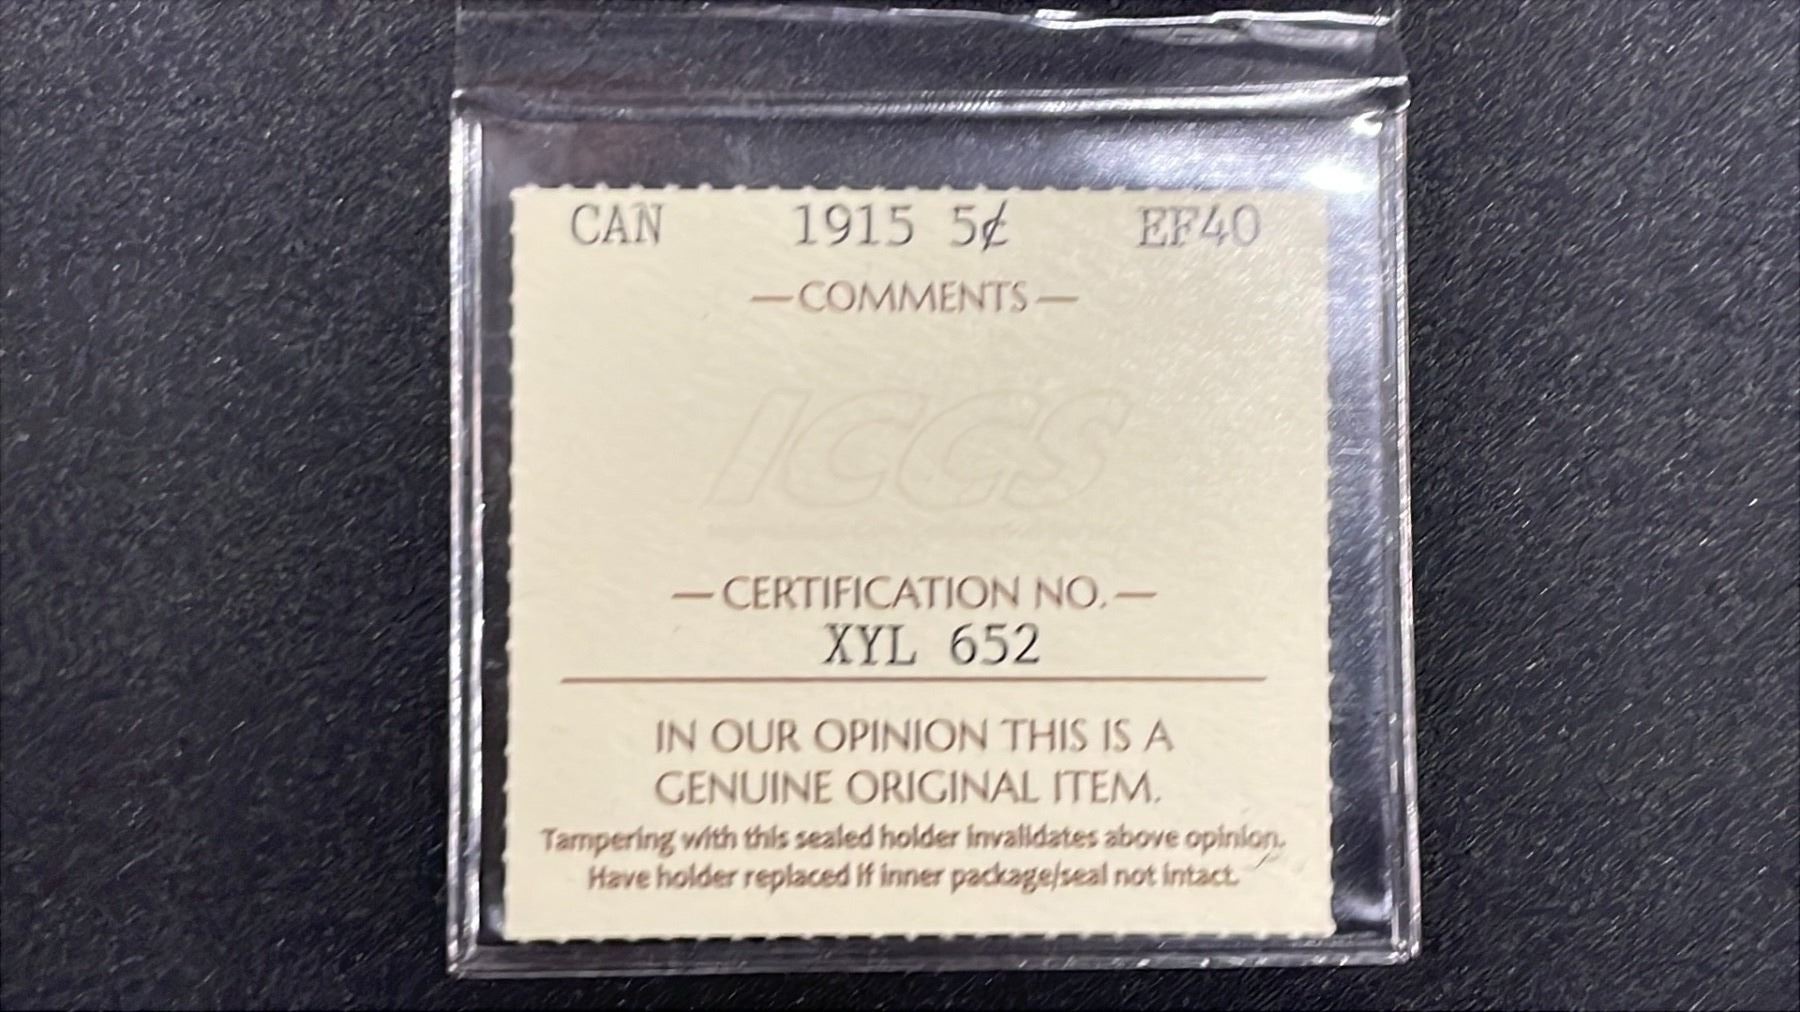 CAN 1915 5¢ EF40
—COMMENTS—
ICCS
—CERTIFICATION NO.—
XYL 652
IN OUR OPINION THIS IS A
GENUINE ORIGINAL ITEM.
Tampering with this sealed holder invalidates above opinion.
Have holder replaced if inner package/seal not intact.